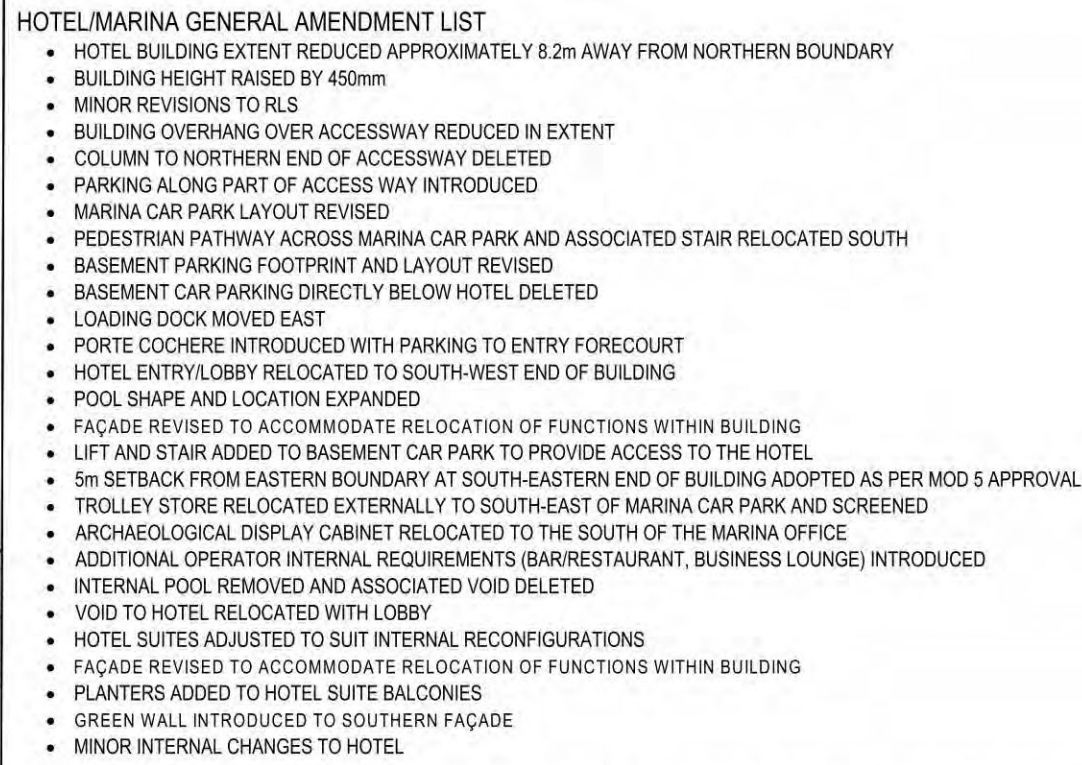 HOTEL/MARINA GENERAL AMENDMENT LIST
• HOTEL BUILDING EXTENT REDUCED APPROXIMATELY 8.2m AWAY FROM NORTHERN BOUNDARY
• BUILDING HEIGHT RAISED BY 450mm
• MINOR REVISIONS TO RLS
• BUILDING OVERHANG OVER ACCESSWAY REDUCED IN EXTENT
• COLUMN TO NORTHERN END OF ACCESSWAY DELETED
• PARKING ALONG PART OF ACCESS WAY INTRODUCED
• MARINA CAR PARK LAYOUT REVISED
• PEDESTRIAN PATHWAY ACROSS MARINA CAR PARK AND ASSOCIATED STAIR RELOCATED SOUTH
• BASEMENT PARKING FOOTPRINT AND LAYOUT REVISED
• BASEMENT CAR PARKING DIRECTLY BELOW HOTEL DELETED
• LOADING DOCK MOVED EAST
• PORTE COCHERE INTRODUCED WITH PARKING TO ENTRY FORECOURT
• HOTEL ENTRY/LOBBY RELOCATED TO SOUTH-WEST END OF BUILDING
• POOL SHAPE AND LOCATION EXPANDED
• FAÇADE REVISED TO ACCOMMODATE RELOCATION OF FUNCTIONS WITHIN BUILDING
• LIFT AND STAIR ADDED TO BASEMENT CAR PARK TO PROVIDE ACCESS TO THE HOTEL
• 5m SETBACK FROM EASTERN BOUNDARY AT SOUTH-EASTERN END OF BUILDING ADOPTED AS PER MOD 5 APPROVAL
• TROLLEY STORE RELOCATED EXTERNALLY TO SOUTH-EAST OF MARINA CAR PARK AND SCREENED
• ARCHAEOLOGICAL DISPLAY CABINET RELOCATED TO THE SOUTH OF THE MARINA OFFICE
• ADDITIONAL OPERATOR INTERNAL REQUIREMENTS (BAR/RESTAURANT, BUSINESS LOUNGE) INTRODUCED
• INTERNAL POOL REMOVED AND ASSOCIATED VOID DELETED
• VOID TO HOTEL RELOCATED WITH LOBBY
• HOTEL SUITES ADJUSTED TO SUIT INTERNAL RECONFIGURATIONS
• FAÇADE REVISED TO ACCOMMODATE RELOCATION OF FUNCTIONS WITHIN BUILDING
• PLANTERS ADDED TO HOTEL SUITE BALCONIES
• GREEN WALL INTRODUCED TO SOUTHERN FAÇADE
• MINOR INTERNAL CHANGES TO HOTEL